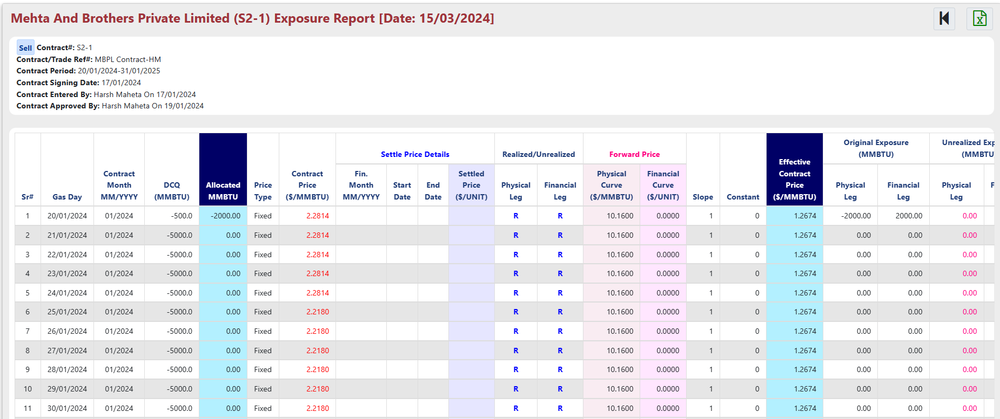 Mehta And Brothers Private Limited (S2-1) Exposure Report [Date: 15/03/2024]
Sell Contract#: S2-1
Contract/Trade Ref#: MBPL Contract-HM
Contract Period: 20/01/2024-31/01/2025
Contract Signing Date: 17/01/2024
Contract Entered By: Harsh Maheta On 17/01/2024
Contract Approved By: Harsh Maheta On 19/01/2024
Sr#
Gas Day
Contract
Month
MM/YYYY
DCQ
(MMBTU)
Allocated
MMBTU
Price
Type
Contract
Price
($/MMBTU)
Settle Price Details
Fin.
Month
MM/YYYY
Start
Date
End
Date
Settled
Price
($/UNIT)
Realized/Unrealized
Physical
Leg
Financial
Leg
Forward Price
Physical
Curve
($/MMBTU)
Financial
Curve
($/UNIT)
Slope
Constant
Effective
Contract
Price
($/MMBTU)
Original Exposure
(MMBTU)
Physical
Leg
Financial
Leg
Unrealized Exp
(MMBTU
Physical
Leg
F
1 20/01/2024 01/2024 -500.0 -2000.00 Fixed 2.2814 R R 10.1600 0.0000 1 0 1.2674 -2000.00 2000.00 0.00
2 21/01/2024 01/2024 -5000.0 0.00 Fixed 2.2814 R R 10.1600 0.0000 1 0 1.2674 0.00 0.00 0.00
3 22/01/2024 01/2024 -5000.0 0.00 Fixed 2.2814 R R 10.1600 0.0000 1 0 1.2674 0.00 0.00 0.00
4 23/01/2024 01/2024 -5000.0 0.00 Fixed 2.2814 R R 10.1600 0.0000 1 0 1.2674 0.00 0.00 0.00
5 24/01/2024 01/2024 -5000.0 0.00 Fixed 2.2814 R R 10.1600 0.0000 1 0 1.2674 0.00 0.00 0.00
6 25/01/2024 01/2024 -5000.0 0.00 Fixed 2.2180 R R 10.1600 0.0000 1 0 1.2674 0.00 0.00 0.00
7 26/01/2024 01/2024 -5000.0 0.00 Fixed 2.2180 R R 10.1600 0.0000 1 0 1.2674 0.00 0.00 0.00
8 27/01/2024 01/2024 -5000.0 0.00 Fixed 2.2180 R R 10.1600 0.0000 1 0 1.2674 0.00 0.00 0.00
9 28/01/2024 01/2024 -5000.0 0.00 Fixed 2.2180 R R 10.1600 0.0000 1 0 1.2674 0.00 0.00 0.00
10 29/01/2024 01/2024 -5000.0 0.00 Fixed 2.2180 R R 10.1600 0.0000 1 0 1.2674 0.00 0.00 0.00
11 30/01/2024 01/2024 -5000.0 0.00 Fixed 2.2180 R R 10.1600 0.0000 1 0 1.2674 0.00 0.00 0.00